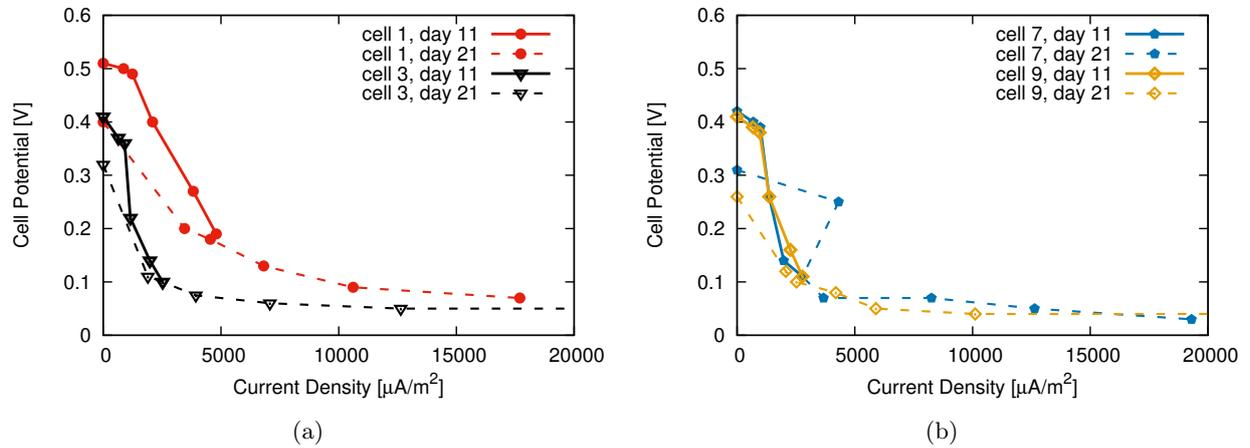 0.6
0.5
0.4
0.3
0.2
0.1
0
Cell Potential [V]
cell 1, day 11
cell 1, day 21
cell 3, day 11
cell 3, day 21
0 5000 10000 15000 20000
Current Density [μA/m²]
(a)
0.6
0.5
0.4
0.3
0.2
0.1
0
Cell Potential [V]
cell 7, day 11
cell 7, day 21
cell 9, day 11
cell 9, day 21
0 5000 10000 15000 20000
Current Density [μA/m²]
(b)